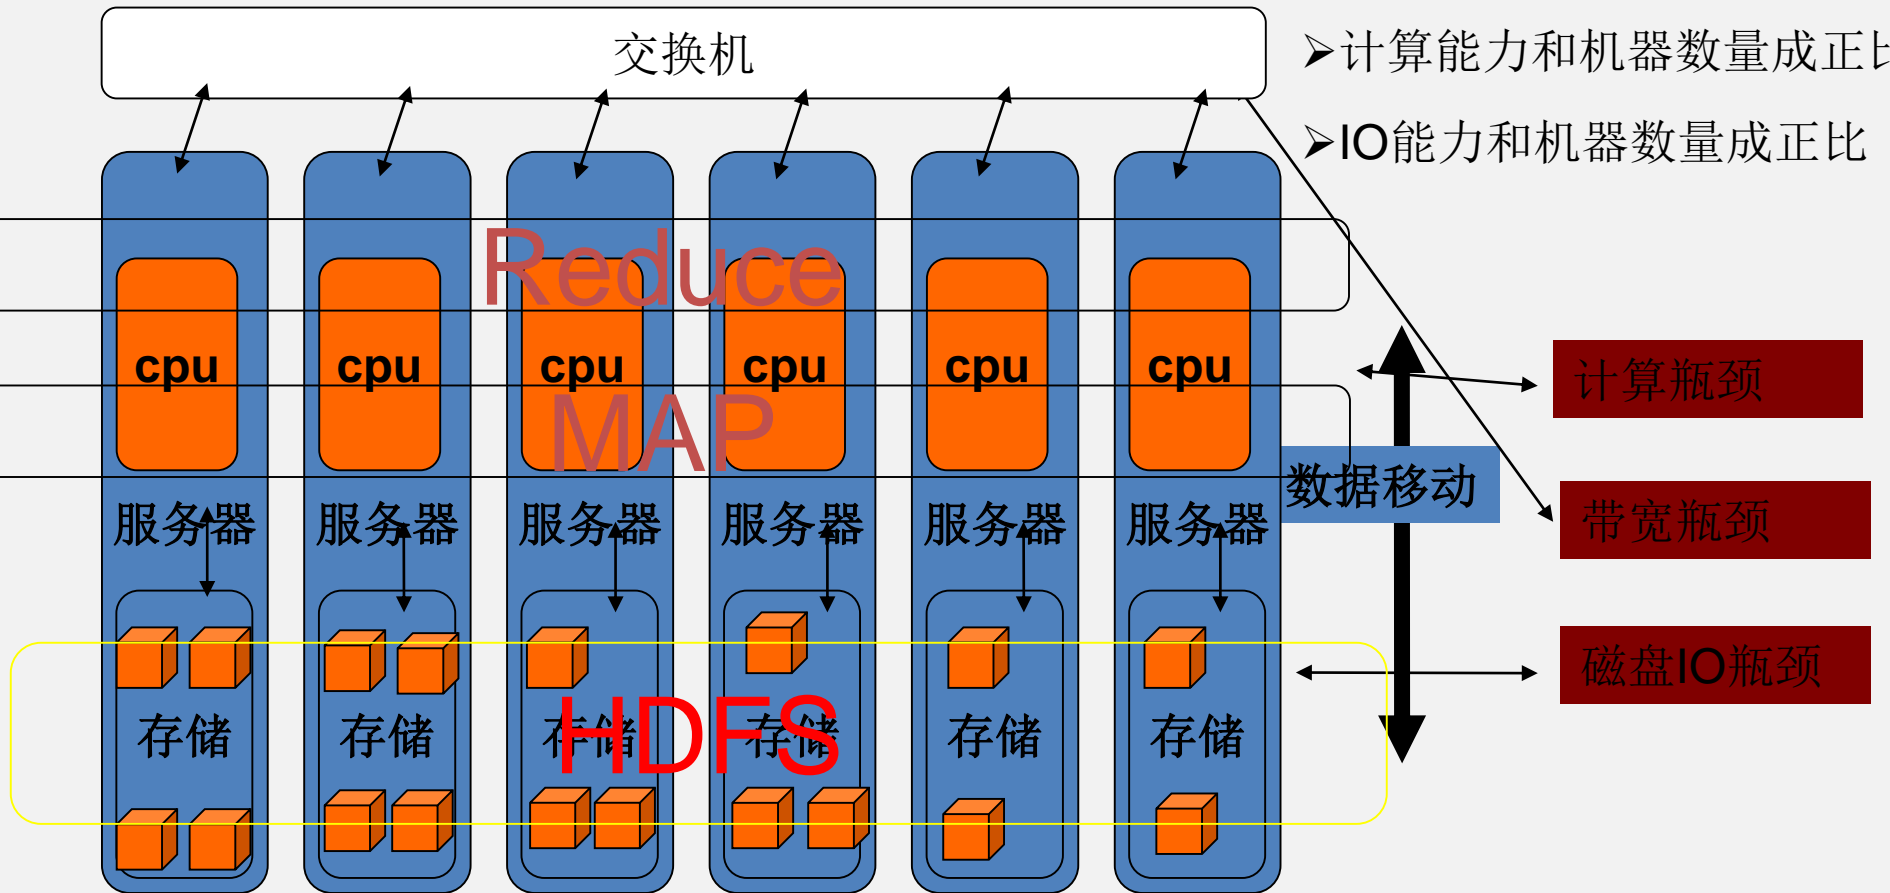 交换机
➢计算能力和机器数量成正比
➢IO能力和机器数量成正比
Reduce
cpu cpu cpu cpu cpu cpu
计算瓶颈
MAP
数据移动
服务器 服务器 服务器 服务器 服务器 服务器
带宽瓶颈
磁盘IO瓶颈
存储 存储 存储 存储 存储 存储
HDFS